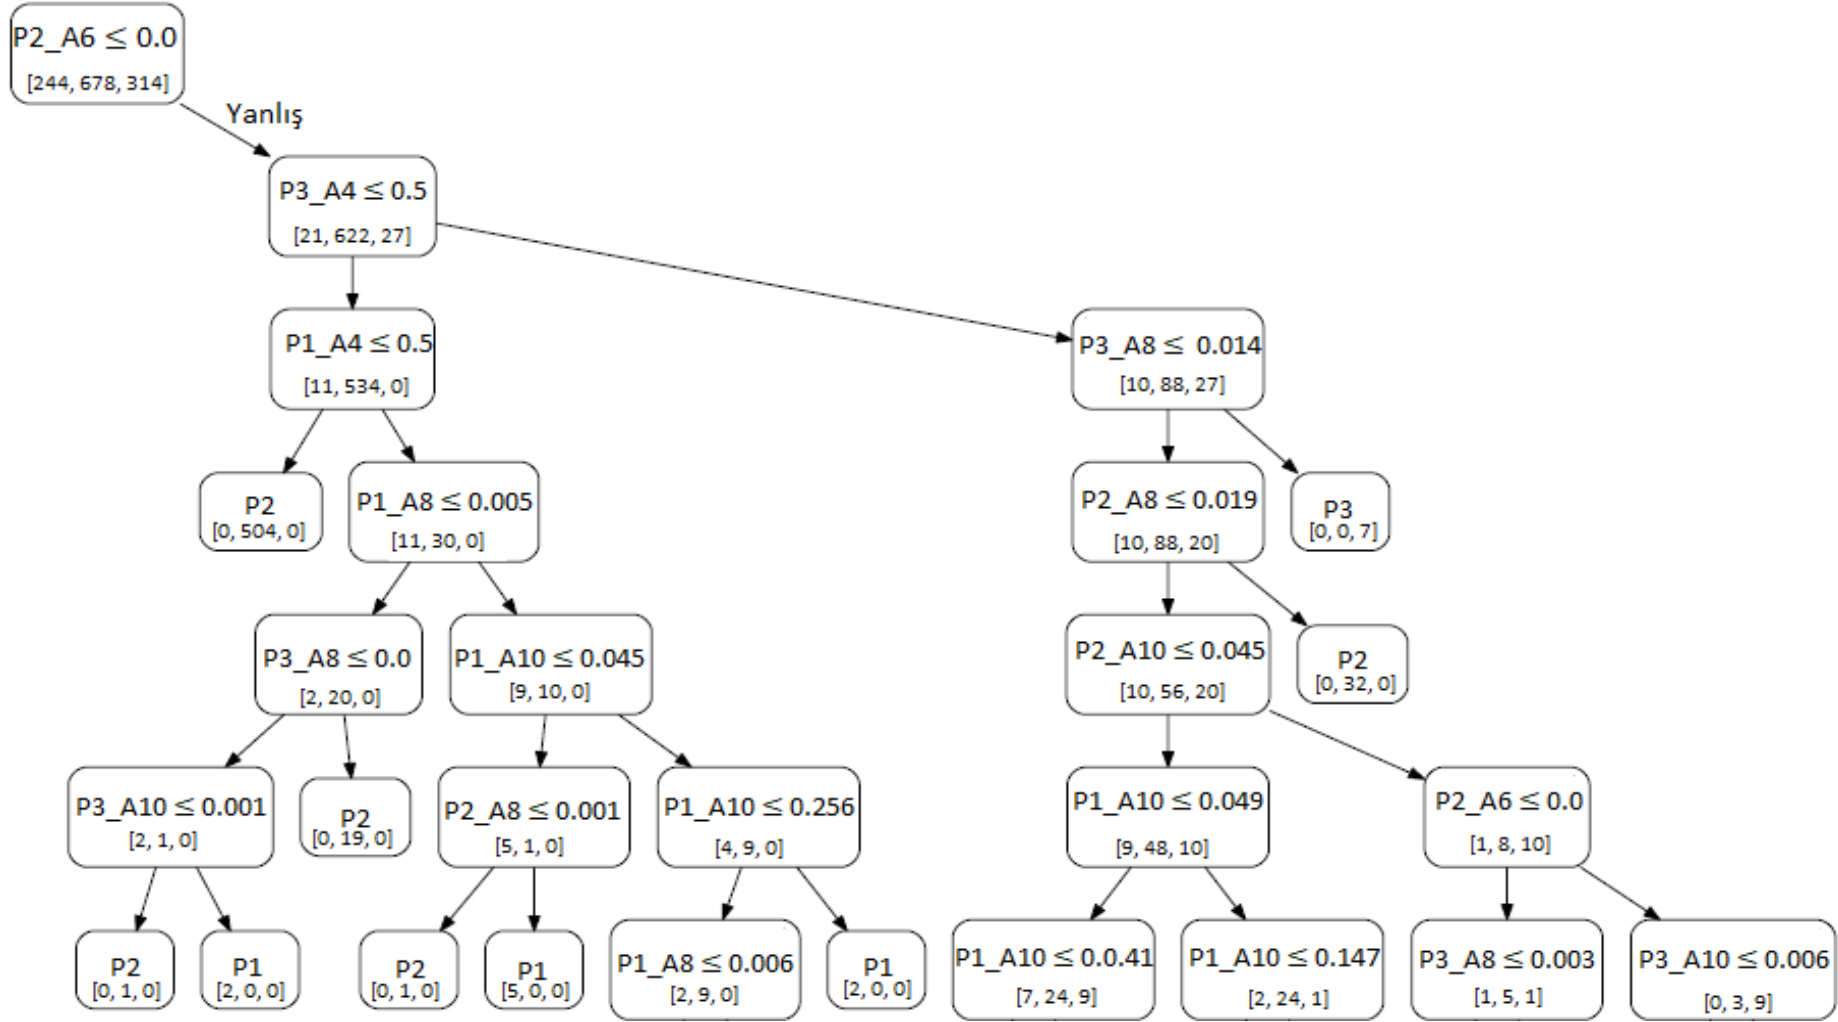 P2_A6 ≤ 0.0
[244, 678, 314]
Yanlış
P3_A4 ≤ 0.5
[21, 622, 27]
P1_A4 ≤ 0.5
[11, 534, 0]
P3_A8 ≤ 0.014
[10, 88, 27]
P2
[0, 504, 0]
P1_A8 ≤ 0.005
[11, 30, 0]
P2_A8 ≤ 0.019
[10, 88, 20]
P3
[0, 0, 7]
P3_A8 ≤ 0.0
[2, 20, 0]
P1_A10 ≤ 0.045
[9, 10, 0]
P2_A10 ≤ 0.045
[10, 56, 20]
P2
[0, 32, 0]
P3_A10 ≤ 0.001
[2, 1, 0]
P2
[0, 19, 0]
P2_A8 ≤ 0.001
[5, 1, 0]
P1_A10 ≤ 0.256
[4, 9, 0]
P1_A10 ≤ 0.049
[9, 48, 10]
P2_A6 ≤ 0.0
[1, 8, 10]
P2
[0, 1, 0]
P1
[2, 0, 0]
P2
[0, 1, 0]
P1
[5, 0, 0]
P1_A8 ≤ 0.006
[2, 9, 0]
P1
[2, 0, 0]
P1_A10 ≤ 0.0.41
[7, 24, 9]
P1_A10 ≤ 0.147
[2, 24, 1]
P3_A8 ≤ 0.003
[1, 5, 1]
P3_A10 ≤ 0.006
[0, 3, 9]